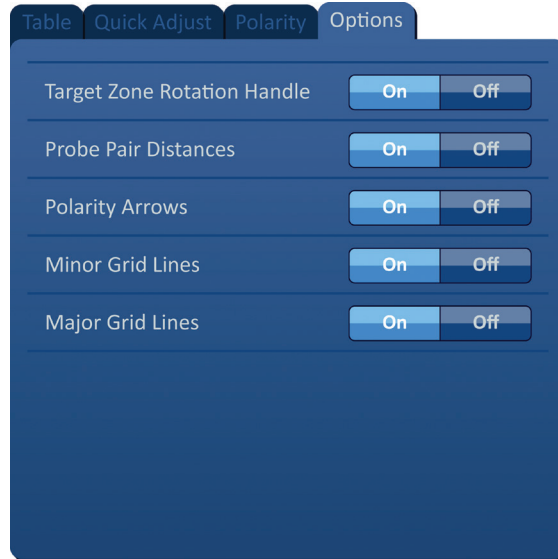 Table Quick Adjust Polarity Options
Target Zone Rotation Handle On Off
Probe Pair Distances On Off
Polarity Arrows On Off
Minor Grid Lines On Off
Major Grid Lines On Off